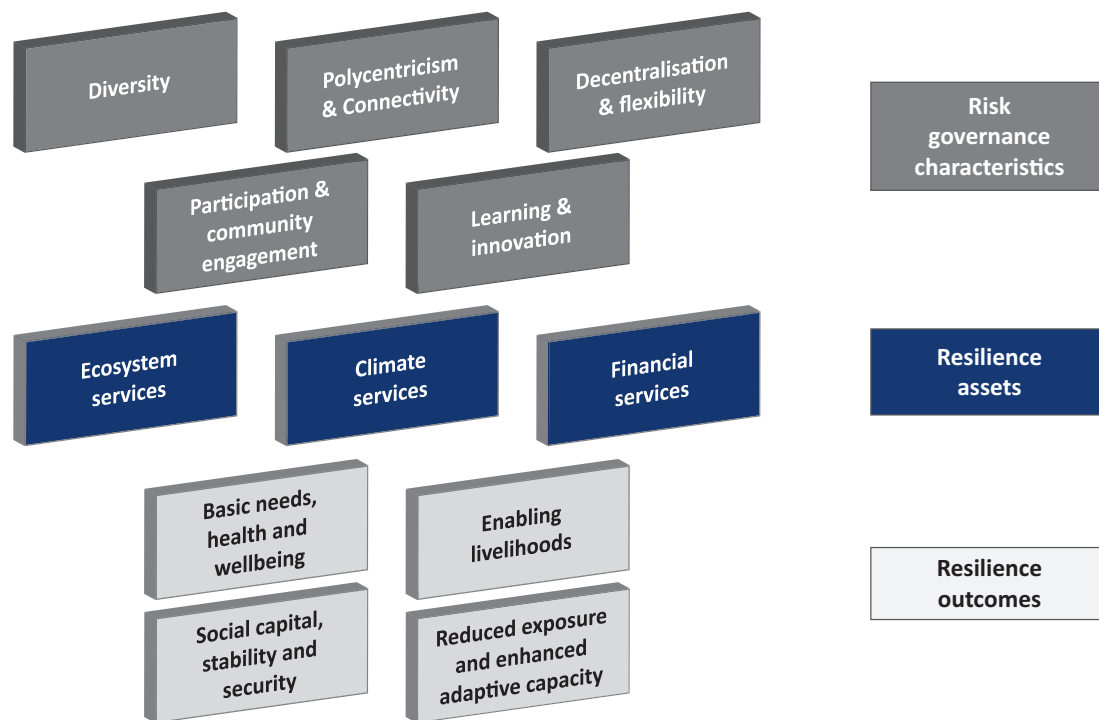 Diversity
Polycentricism
& Connectivity
Decentralisation
& flexibility
Risk
governance
characteristics
Participation &
community
engagement
Learning &
innovation
Ecosystem
services
Climate
services
Financial
services
Resilience
assets
Basic needs,
health and
wellbeing
Enabling
livelihoods
Resilience
outcomes
Social capital,
stability and
security
Reduced exposure
and enhanced
adaptive capacity